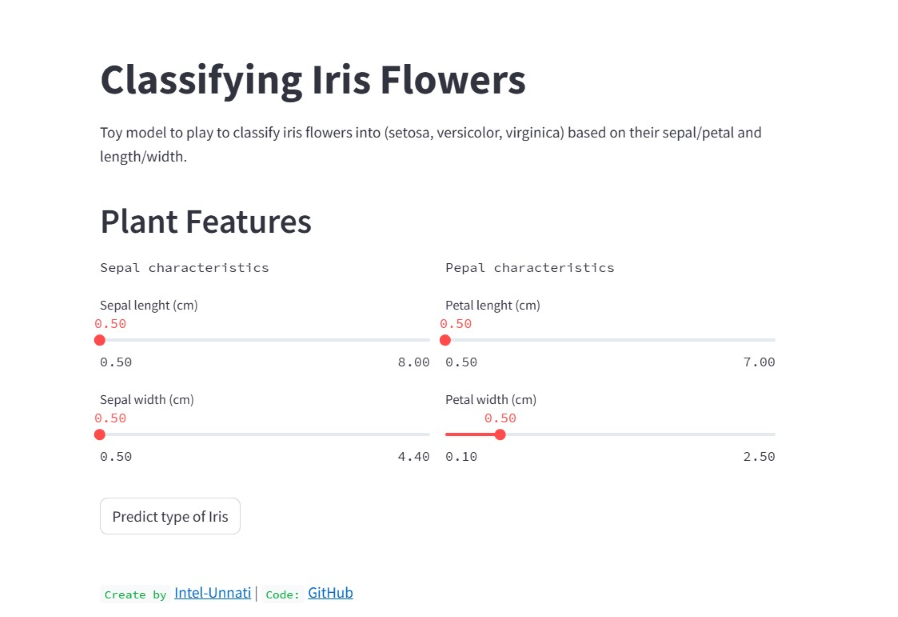 Classifying Iris Flowers
Toy model to play to classify iris flowers into (setosa, versicolor, virginica) based on their sepal/petal and
length/width.
Plant Features
Sepal characteristics
Sepal lenght (cm)
0.50
0.50 8.00
Sepal width (cm)
0.50
0.50 4.40
Pepal characteristics
Petal lenght (cm)
0.50
0.50 7.00
Petal width (cm)
0.50
0.10 2.50
Predict type of Iris
Create by Intel-Unnati | Code: GitHub